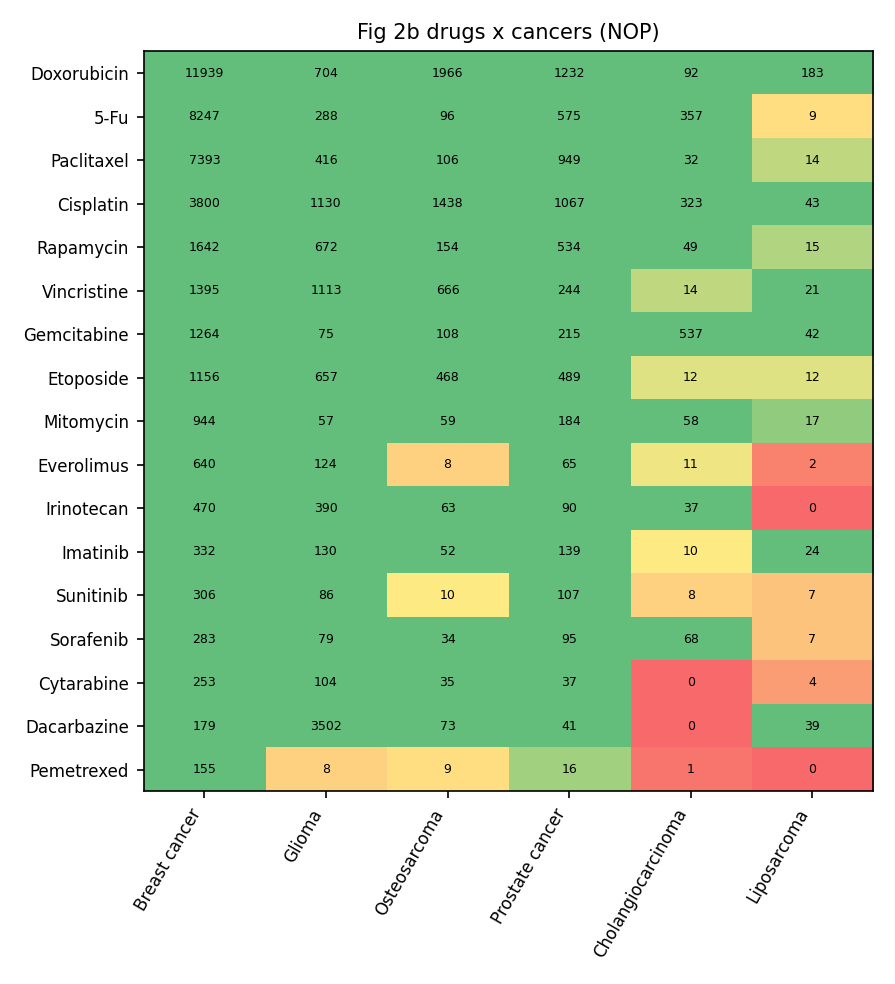 Fig 2b drugs x cancers (NOP)
Doxorubicin 11939 704 1966 1232 92 183
5-Fu 8247 288 96 575 357 9
Paclitaxel 7393 416 106 949 32 14
Cisplatin 3800 1130 1438 1067 323 43
Rapamycin 1642 672 154 534 49 15
Vincristine 1395 1113 666 244 14 21
Gemcitabine 1264 75 108 215 537 42
Etoposide 1156 657 468 489 12 12
Mitomycin 944 57 59 184 58 17
Everolimus 640 124 8 65 11 2
Irinotecan 470 390 63 90 37 0
Imatinib 332 130 52 139 10 24
Sunitinib 306 86 10 107 8 7
Sorafenib 283 79 34 95 68 7
Cytarabine 253 104 35 37 0 4
Dacarbazine 179 3502 73 41 0 39
Pemetrexed 155 8 9 16 1 0
Breast cancer Glioma Osteosarcoma Prostate cancer Cholangiocarcinoma Liposarcoma